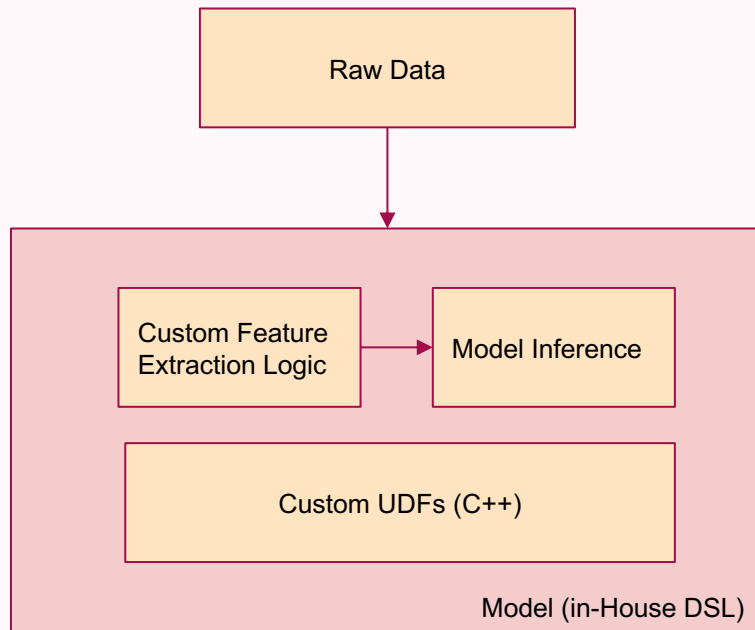 Raw Data
Custom Feature
Extraction Logic
Model Inference
Custom UDFs (C++)
Model (in-House DSL)